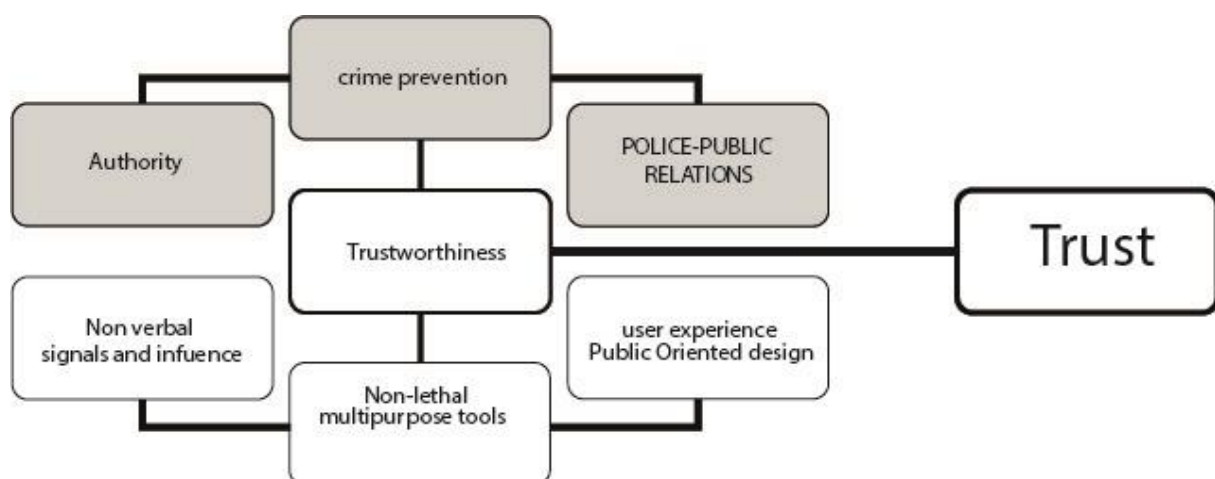 crime prevention
Authority
POLICE-PUBLIC
RELATIONS
Trustworthiness
Trust
Non verbal
signals and infuence
Non-lethal
multipurpose tools
user experience
Public Oriented design